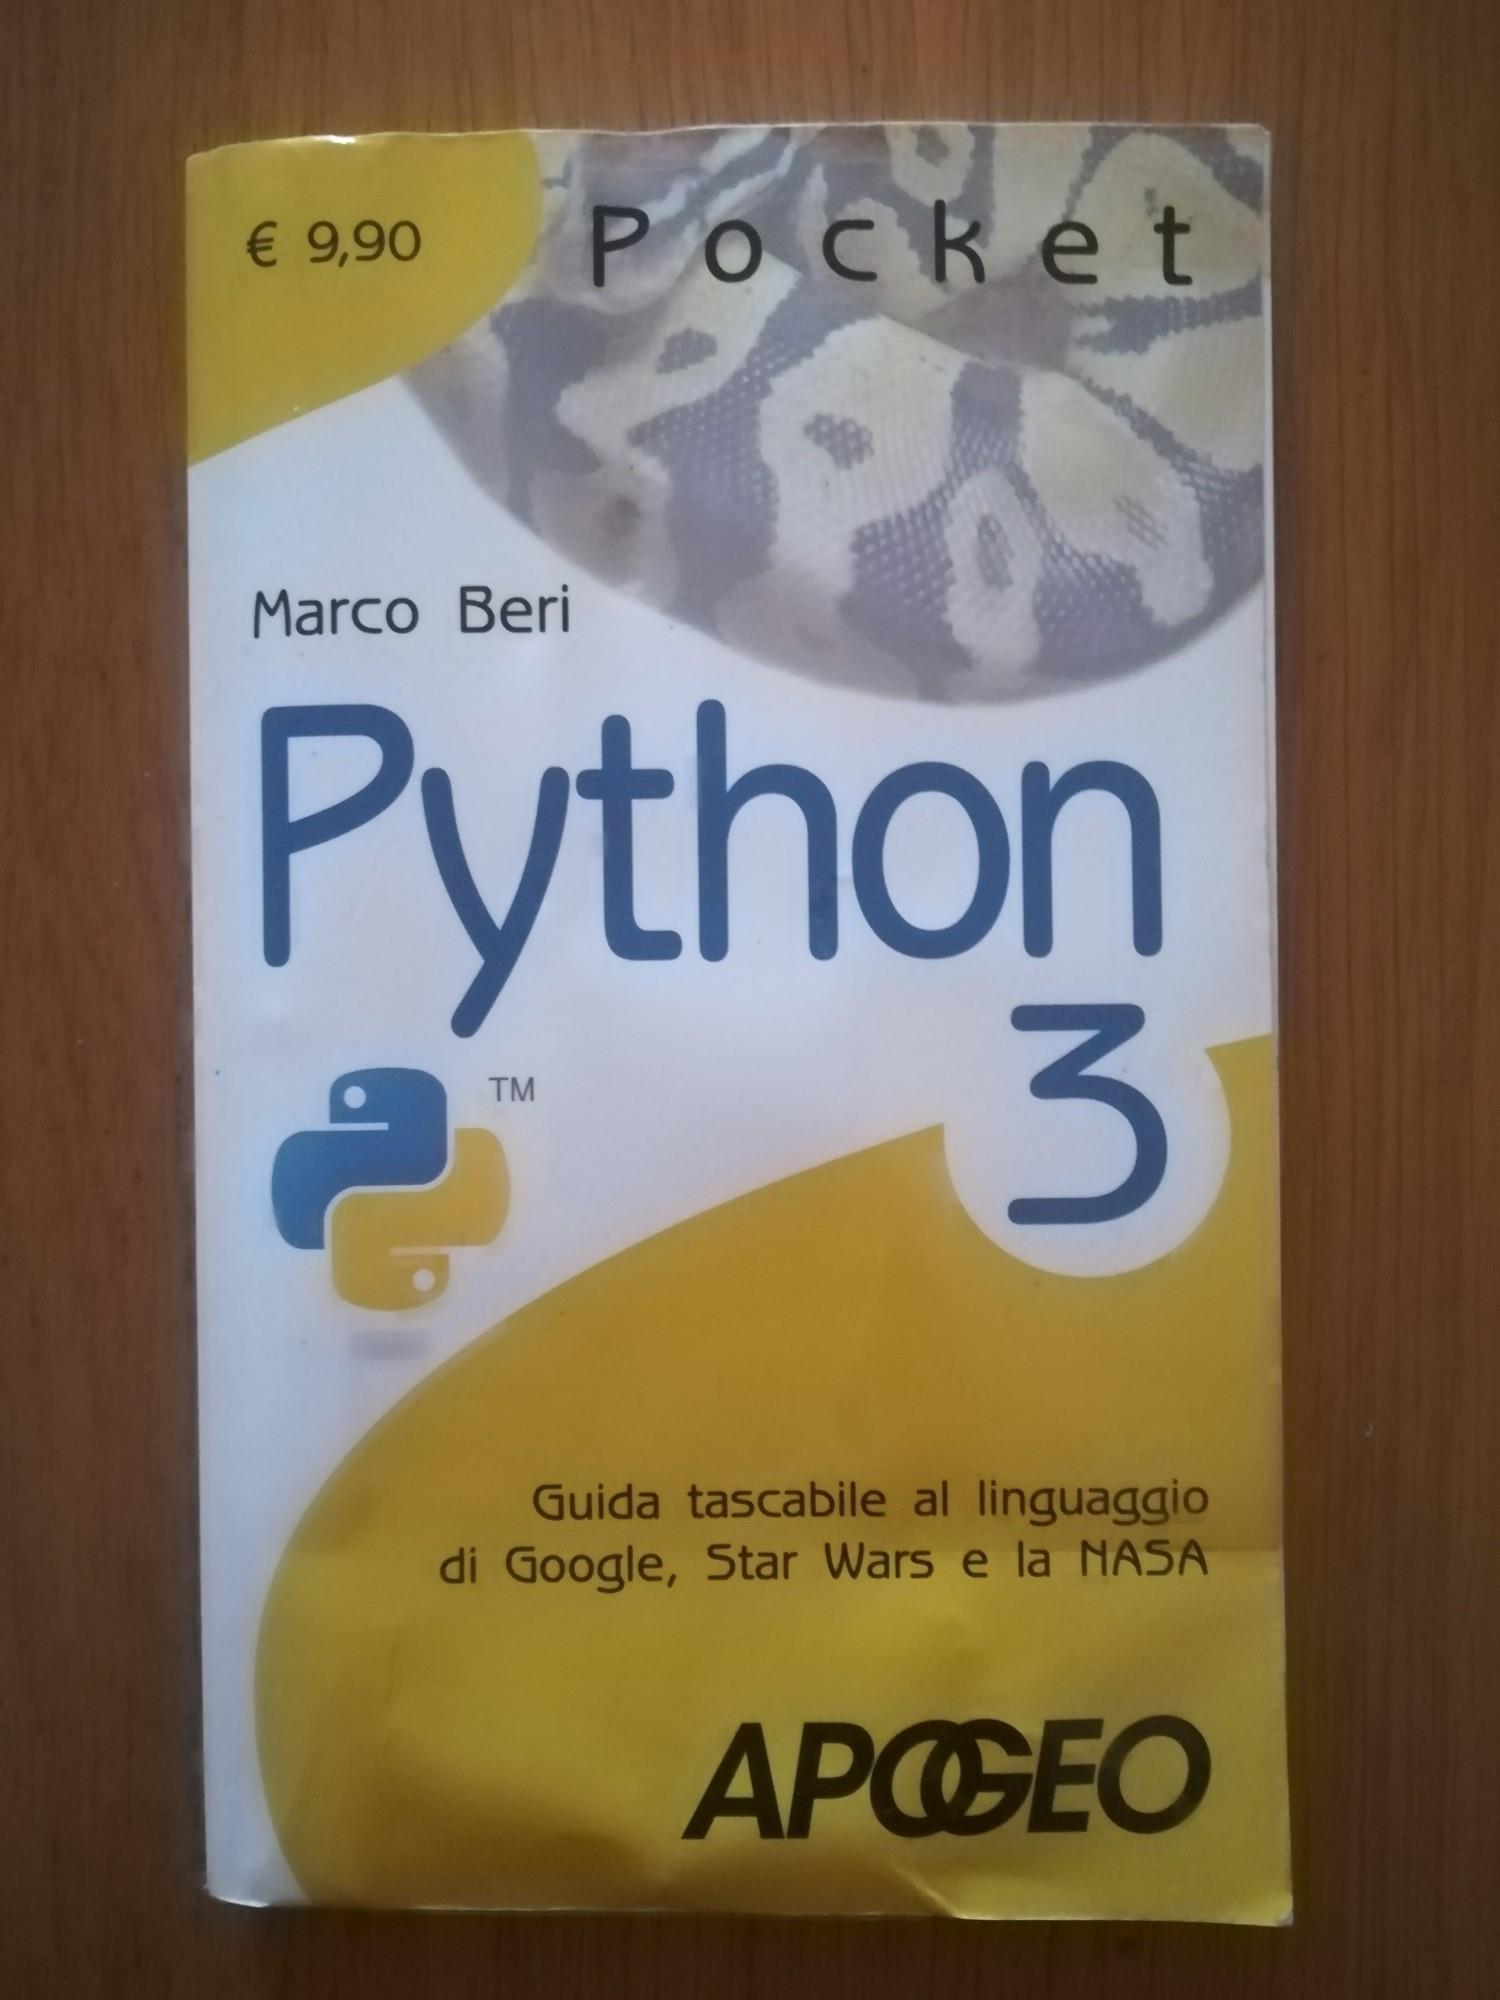 € 9,90
Pocket
Marco Beri
Python
3
TM
Guida tascabile al linguaggio
di Google, Star Wars e la NASA
APOGEO